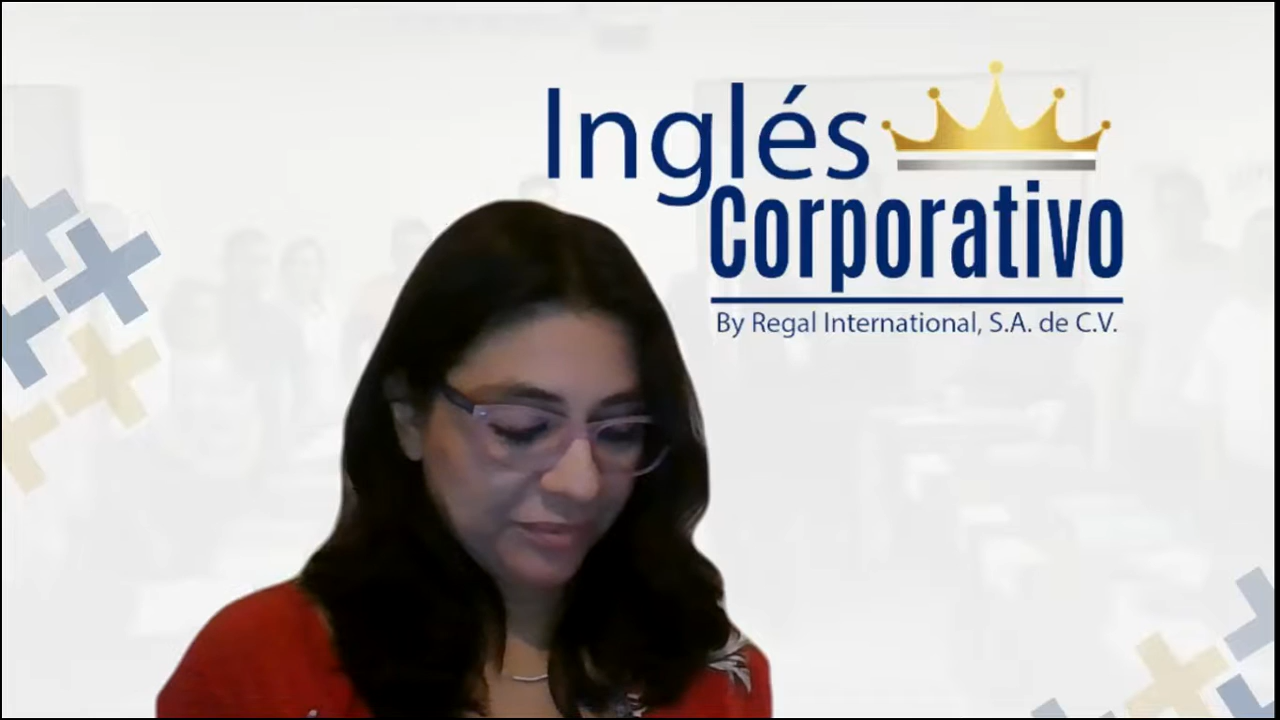 Inglés
Corporativo
By Regal International, S.A. de C.V.